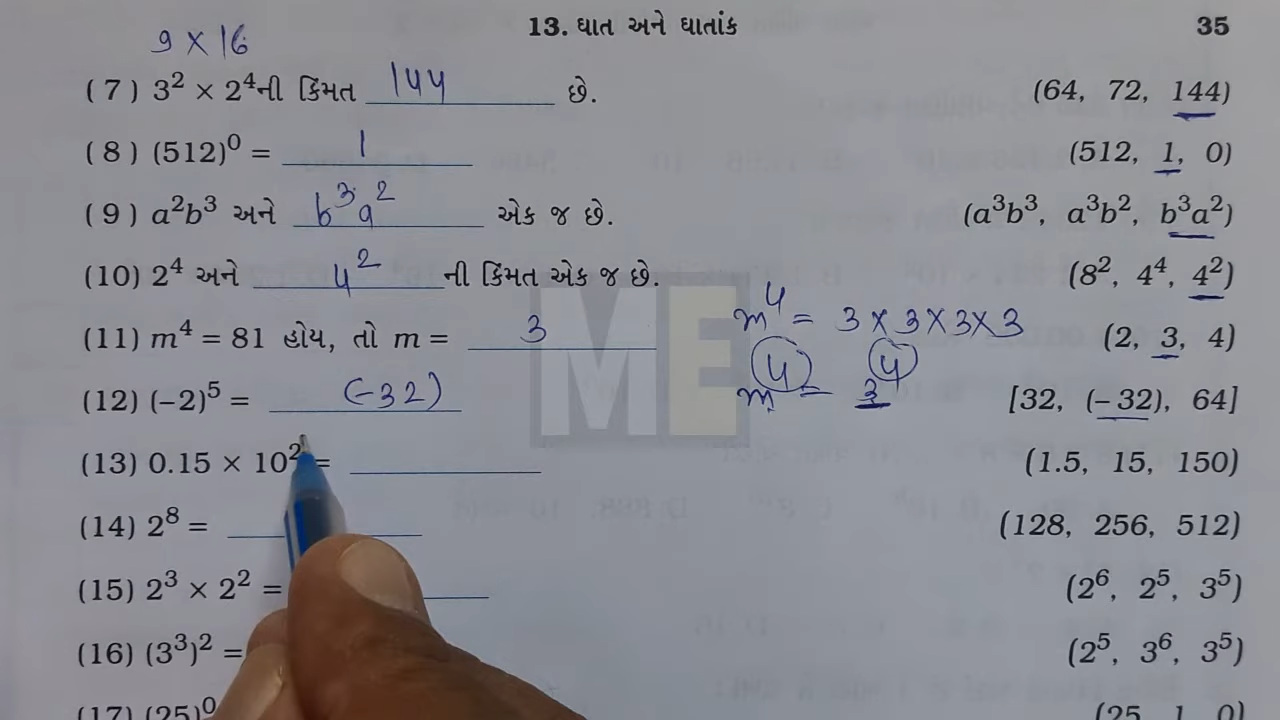 13. ઘાત અને ઘાતાંક 35
9 × 16
(7) 3² × 2⁴ની કિંમત 144 છે. (64, 72, 144)
(8) (512)⁰ = 1 (512, 1, 0)
(9) a²b³ અને b³a² એક જ છે. (a³b³, a³b², b³a²)
(10) 2⁴ અને 4² ની કિંમત એક જ છે. (8², 4⁴, 4²)
m⁴ = 3 × 3 × 3 × 3
(11) m⁴ = 81 હોય, તો m = 3 (2, 3, 4)
m⁴ = 3⁴
(12) (-2)⁵ = (-32) [32, (-32), 64]
(13) 0.15 × 10² = (1.5, 15, 150)
(14) 2⁸ = (128, 256, 512)
(15) 2³ × 2² = (2⁶, 2⁵, 3⁵)
(16) (3³)² = (2⁵, 3⁶, 3⁵)
(17) (25)⁰ (25, 1, 0)
ME